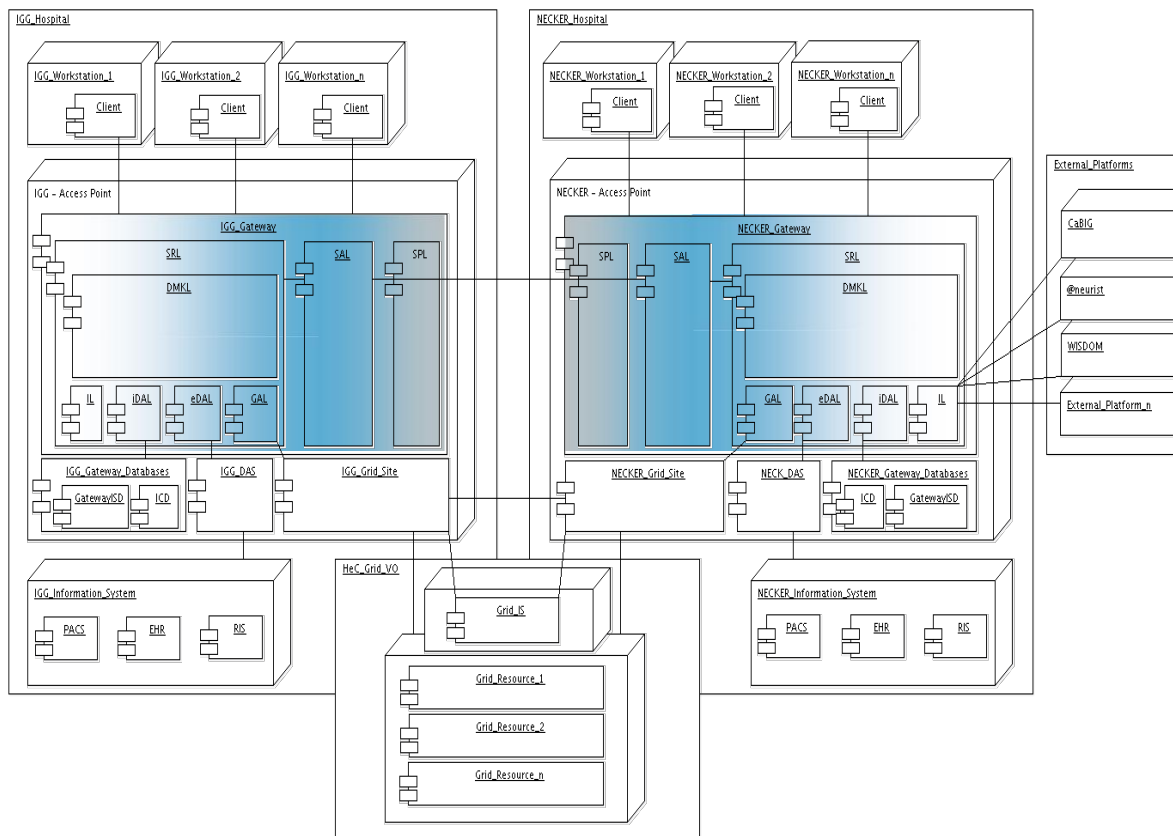 IGG_Hospital
IGG_Workstation_1
Client
IGG_Workstation_2
Client
IGG_Workstation_n
Client
IGG - Access Point
IGG_Gateway
SRL
DMKL
SAL
SPL
IL
iDAL
eDAL
GAL
IGG_Gateway_Databases
GatewayISD
ICD
IGG_DAS
IGG_Grid_Site
IGG_Information_System
PACS
EHR
RIS
NECKER_Hospital
NECKER_Workstation_1
Client
NECKER_Workstation_2
Client
NECKER_Workstation_n
Client
NECKER - Access Point
NECKER_Gateway
SPL
SAL
SRL
DMKL
GAL
eDAL
iDAL
IL
NECKER_Grid_Site
NECK_DAS
NECKER_Gateway_Databases
ICD
GatewayISD
NECKER_Information_System
PACS
EHR
RIS
External_Platforms
CaBIG
@neurist
WISDOM
External_Platform_n
HeC_Grid_VO
Grid_IS
Grid_Resource_1
Grid_Resource_2
Grid_Resource_n